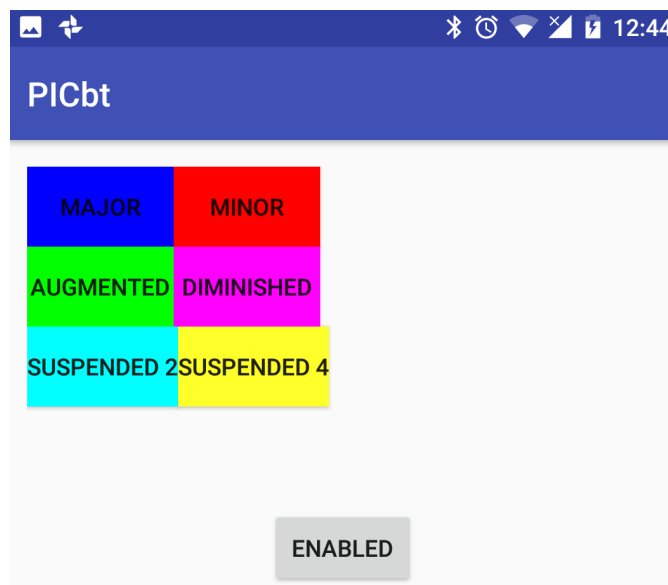 12:44
PICbt
MAJOR MINOR
AUGMENTED DIMINISHED
SUSPENDED 2 SUSPENDED 4
ENABLED